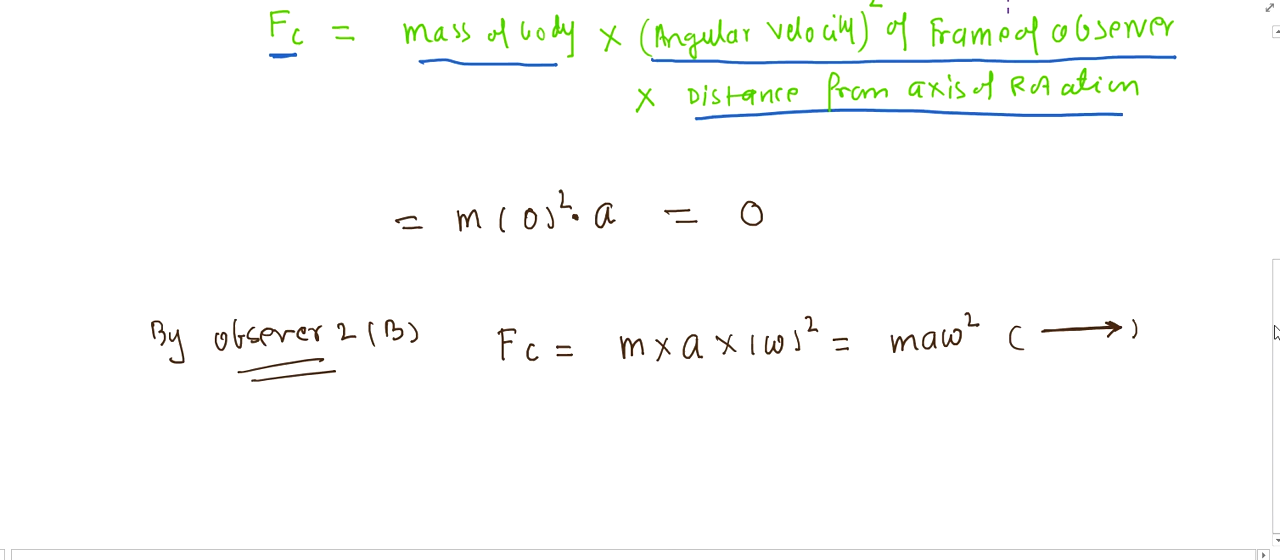 Fc = mass of body × (Angular velocity)² of Frame of observer
× Distance from axis of Rotation
= m(0)².a = 0
By observer 2 (B) Fc = m×a×(ω)² = maω² (⟶)